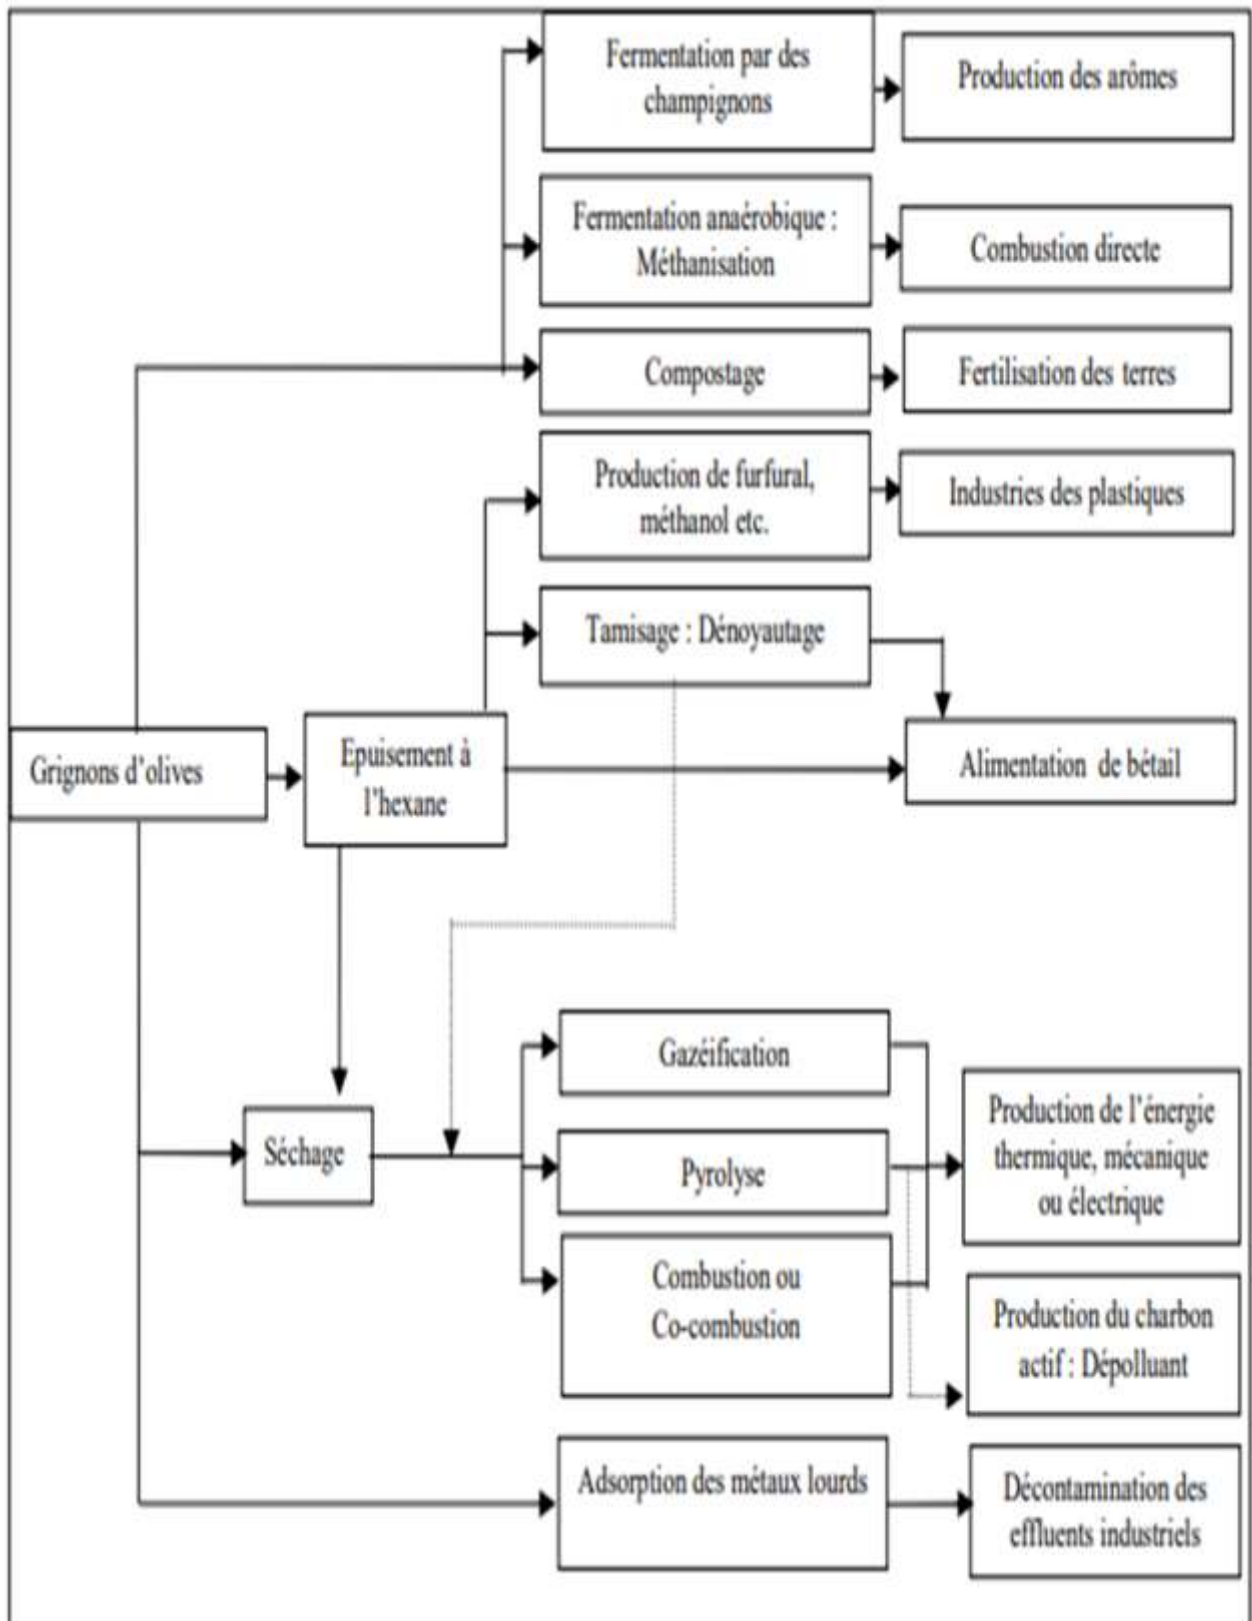 Fermentation par des
champignons
Production des arômes
Fermentation anaérobique :
Méthanisation
Combustion directe
Compostage
Fertilisation des terres
Production de furfural,
méthanol etc.
Industries des plastiques
Tamisage : Dénoyautage
Grignons d'olives
Epuisement à
l'hexane
Alimentation de bétail
Gazéification
Séchage
Pyrolyse
Production de l'énergie
thermique, mécanique
ou électrique
Combustion ou
Co-combustion
Production du charbon
actif : Dépolluant
Adsorption des métaux lourds
Décontamination des
effluents industriels